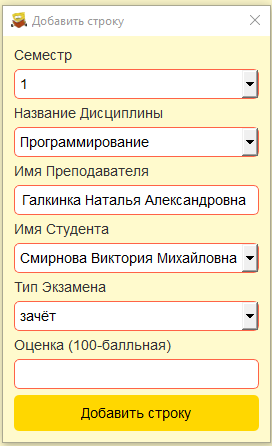 Добавить строку
Семестр
1
Название Дисциплины
Программирование
Имя Преподавателя
Галкинка Наталья Александровна
Имя Студента
Смирнова Виктория Михайловна
Тип Экзамена
зачёт
Оценка (100-балльная)
Добавить строку